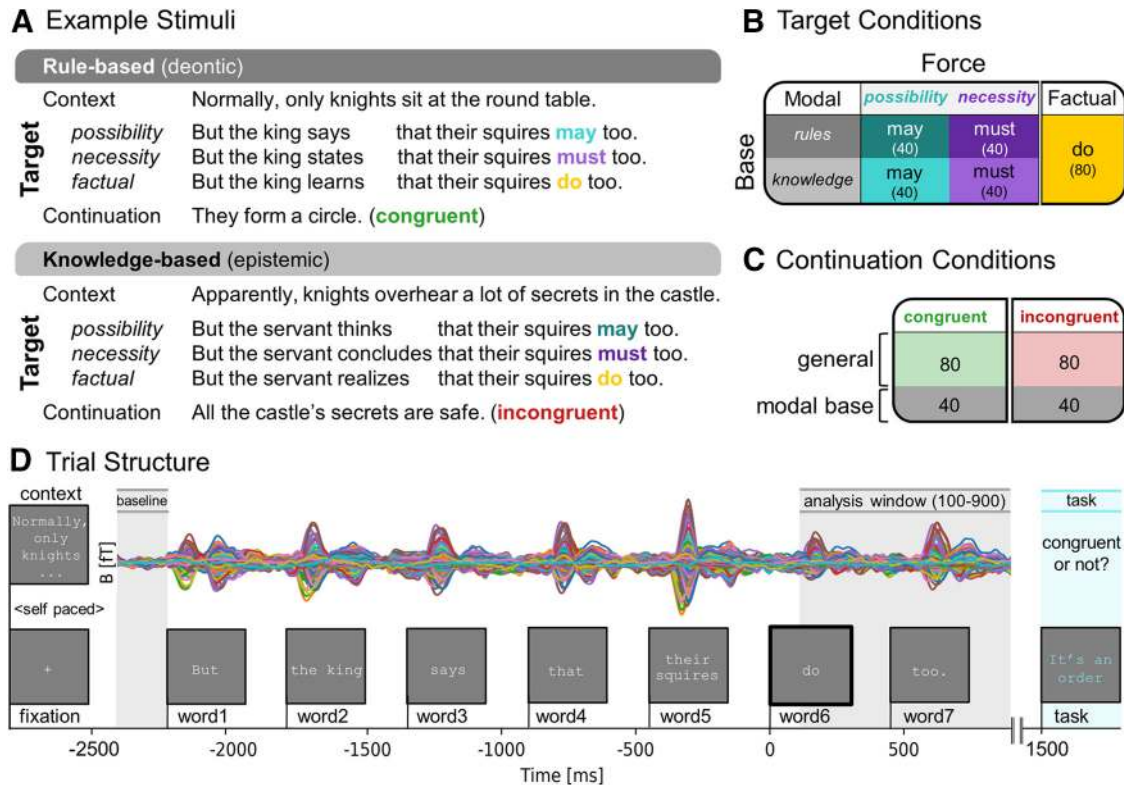 A Example Stimuli
Rule-based (deontic)
Context Normally, only knights sit at the round table.
Target
possibility But the king says that their squires may too.
necessity But the king states that their squires must too.
factual But the king learns that their squires do too.
Continuation They form a circle. (congruent)
Knowledge-based (epistemic)
Context Apparently, knights overhear a lot of secrets in the castle.
Target
possibility But the servant thinks that their squires may too.
necessity But the servant concludes that their squires must too.
factual But the servant realizes that their squires do too.
Continuation All the castle's secrets are safe. (incongruent)
B Target Conditions
Force
Modal possibility necessity Factual
Base
rules may (40) must (40) do (80)
knowledge may (40) must (40)
C Continuation Conditions
congruent incongruent
general 80 80
modal base 40 40
D Trial Structure
context
Normally,
only
knights
...
<self paced>
+
fixation
baseline
B [fT]
analysis window (100-900)
task
congruent
or not?
But
the king
says
that
their
squires
do
too.
It's an
order
word1 word2 word3 word4 word5 word6 word7 task
-2500 -2000 -1500 -1000 -500 0 500 1500
Time [ms]